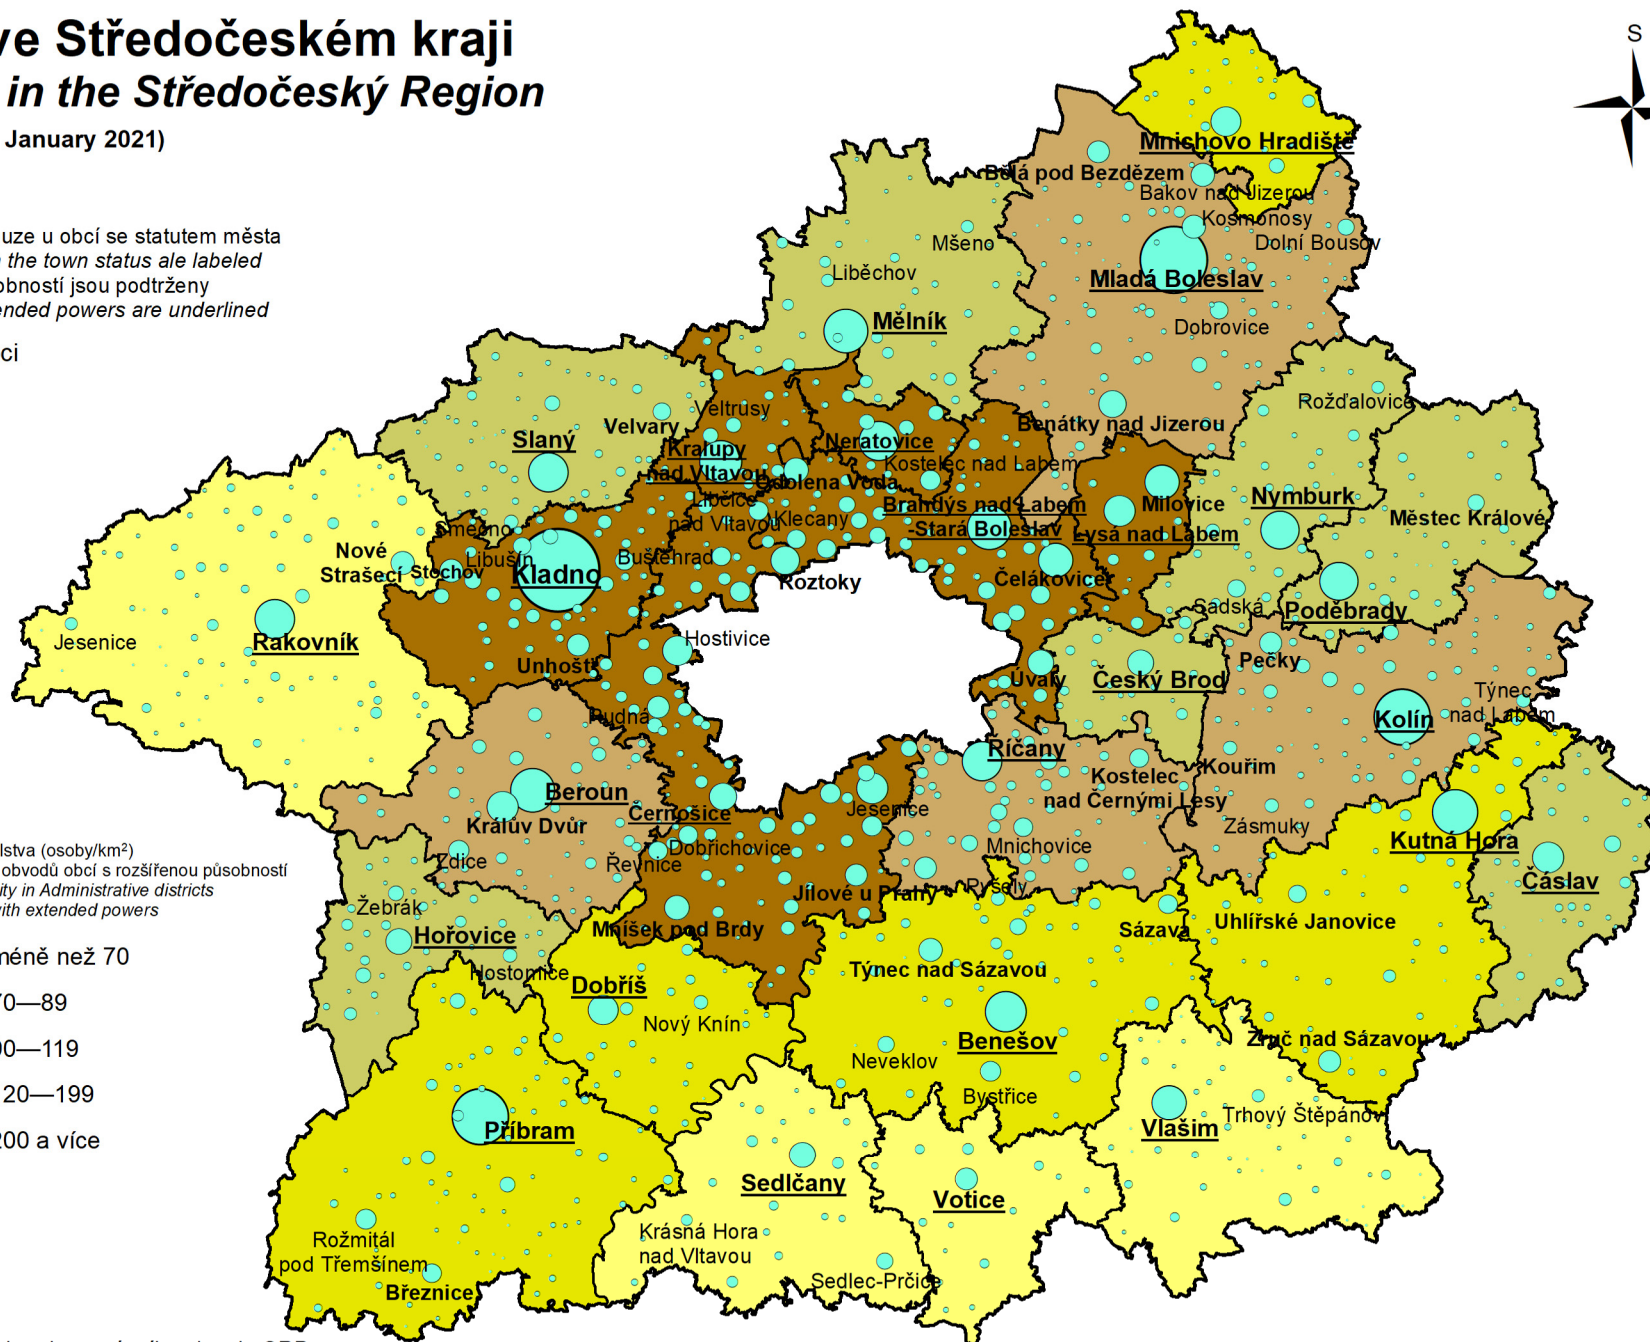 ve Středočeském kraji
in the Středočeský Region
January 2021)
S
uze u obcí se statutem města
the town status ale labeled
obností jsou podtrženy
ended powers are underlined
ci
Mnichovo Hradiště
Bělá pod Bezdězem
Bakov nad Jizerou
Kosmonosy
Dolní Bousov
Mšeno
Liběchov
Mladá Boleslav
Mělník
Dobrovice
Rožďalovice
Veltrusy
Velvary
Benátky nad Jizerou
Slaný
Kralupy
nad Vltavou
Neratovice
Kostelec nad Labem
Odolena Voda
Libčice
nad Vltavou
Klecany
Brandýs nad Labem
-Stará Boleslav
Milovice
Lysá nad Labem
Nymburk
Městec Králové
Smečno
Libušín
Buštěhrad
Nové
Strašecí
Stochov
Kladno
Roztoky
Čelákovice
Sadská
Poděbrady
Jesenice
Rakovník
Hostivice
Unhošť
Úvaly
Český Brod
Pečky
Kolín
Týnec
nad Labem
Rudná
Říčany
Kostelec
nad Černými Lesy
Kouřim
Beroun
Králův Dvůr
Černošice
Jesenice
Zásmuky
Kutná Hora
Dobřichovice
Mnichovice
Zdice
Řevnice
Čáslav
Jílové u Prahy
Pyšely
Žebrák
Hořovice
Mníšek pod Brdy
Sázava
Uhlířské Janovice
Hostomice
Dobříš
Týnec nad Sázavou
Nový Knín
Benešov
Zruč nad Sázavou
Neveklov
Bystřice
Trhový Štěpánov
Vlašim
Příbram
Sedlčany
Votice
Krásná Hora
nad Vltavou
Rožmitál
pod Třemšínem
Březnice
Sedlec-Prčice
lstva (osoby/km²)
obvodů obcí s rozšířenou působností
ity in Administrative districts
with extended powers
méně než 70
70—89
90—119
120—199
200 a více